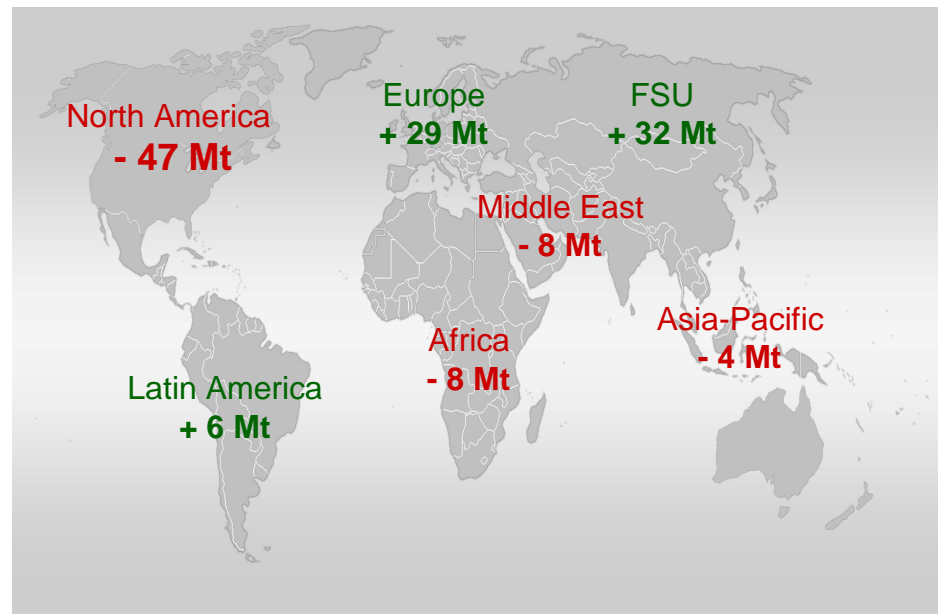 North America
- 47 Mt
Europe
+ 29 Mt
FSU
+ 32 Mt
Middle East
- 8 Mt
Asia-Pacific
- 4 Mt
Africa
- 8 Mt
Latin America
+ 6 Mt